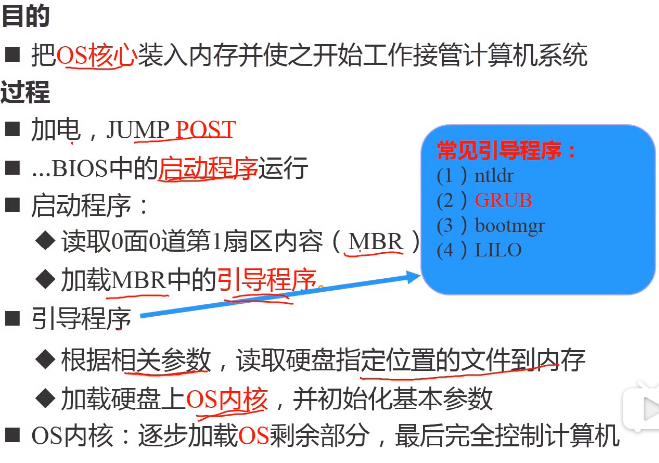 目的
■ 把OS核心装入内存并使之开始工作接管计算机系统
过程
■ 加电，JUMP POST
■ ...BIOS中的启动程序运行
■ 启动程序：
◆读取0面0道第1扇区内容（MBR）
◆加载MBR中的引导程序。
■ 引导程序
◆根据相关参数，读取硬盘指定位置的文件到内存
◆加载硬盘上OS内核，并初始化基本参数
■ OS内核：逐步加载OS剩余部分，最后完全控制计算机
常见引导程序：
(1）ntldr
(2）GRUB
(3）bootmgr
(4）LILO